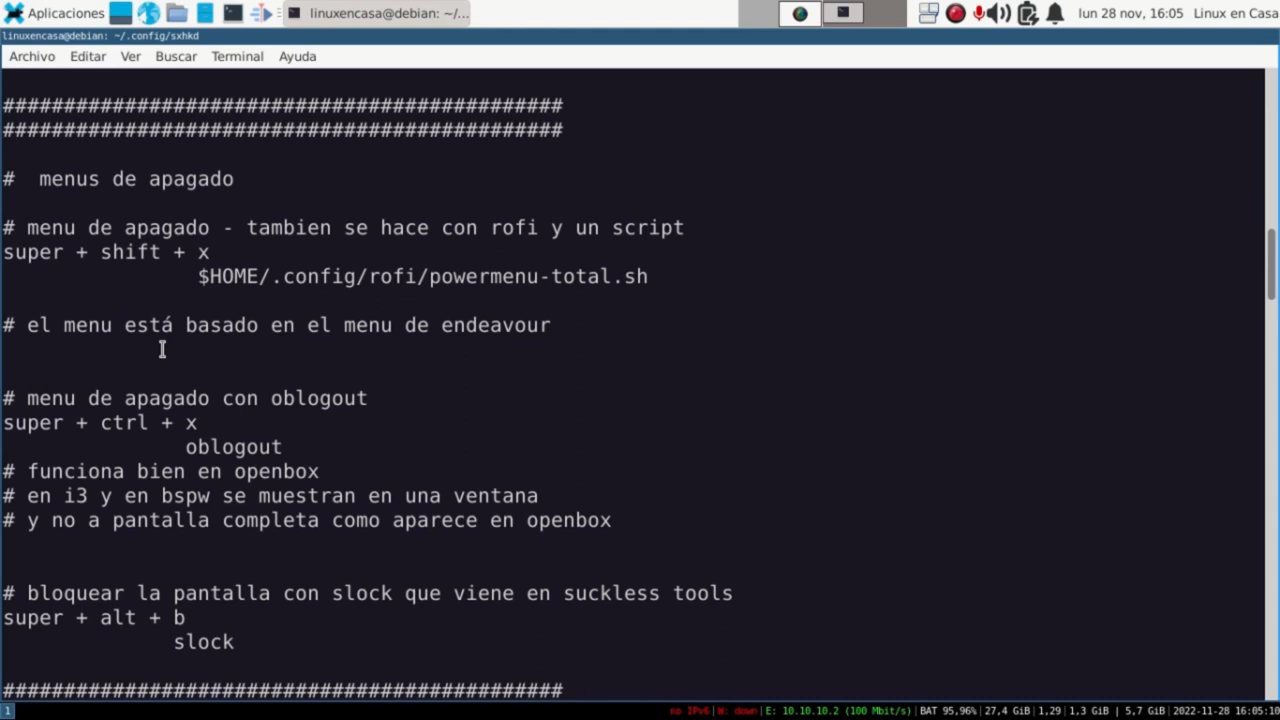 Aplicaciones linuxencasa@debian: ~/... lun 28 nov, 16:05 Linux en Casa
linuxencasa@debian: ~/.config/sxhkd
Archivo Editar Ver Buscar Terminal Ayuda
##############################################
##############################################
#  menus de apagado
# menu de apagado - tambien se hace con rofi y un script
super + shift + x
$HOME/.config/rofi/powermenu-total.sh
# el menu está basado en el menu de endeavour
# menu de apagado con oblogout
super + ctrl + x
oblogout
# funciona bien en openbox
# en i3 y en bspw se muestran en una ventana
# y no a pantalla completa como aparece en openbox
# bloquear la pantalla con slock que viene en suckless tools
super + alt + b
slock
##############################################
1 no IPv6|W: down|E: 10.10.10.2 (100 Mbit/s)|BAT 95,96%|27,4 GiB|1,29|1,3 GiB | 5,7 GiB|2022-11-28 16:05:10